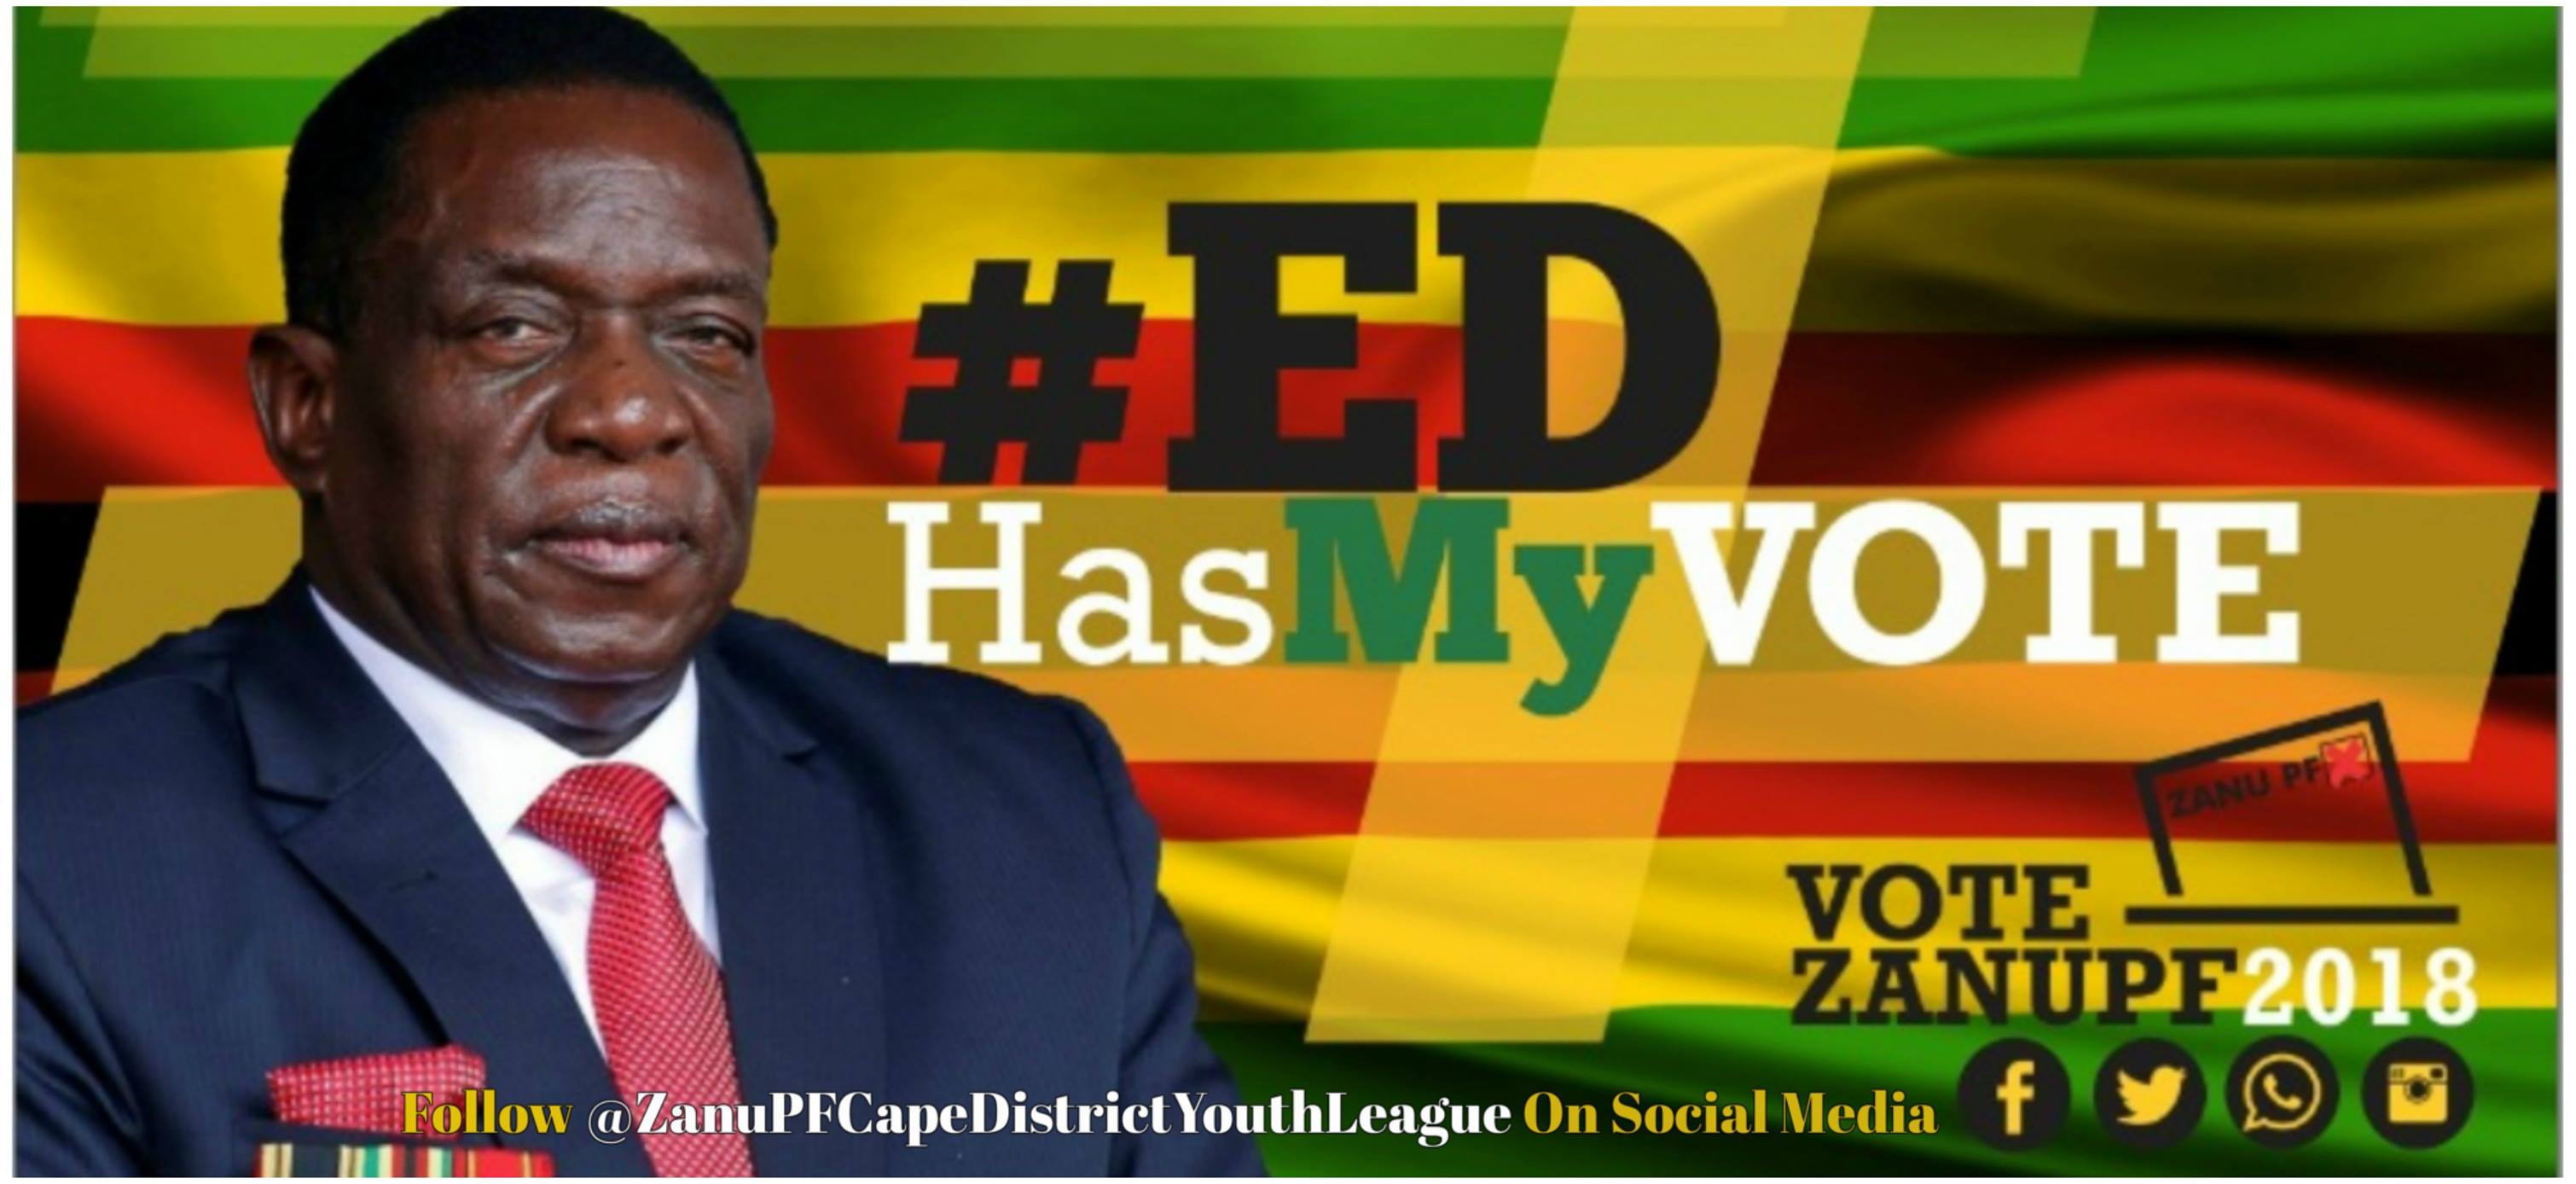 #ED
HasMyVOTE
ZANU PF
VOTE
ZANUPF2018
Follow @ZanuPFCapeDistrictYouthLeague On Social Media